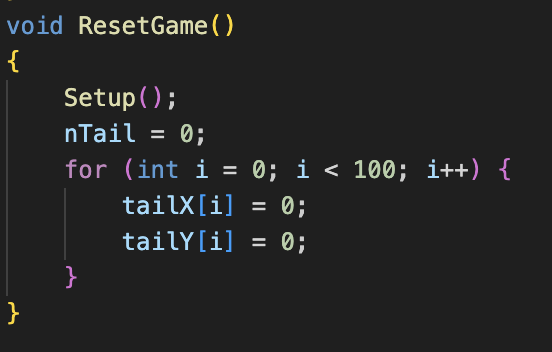 void ResetGame()
{
    Setup();
    nTail = 0;
    for (int i = 0; i < 100; i++) {
        tailX[i] = 0;
        tailY[i] = 0;
    }
}